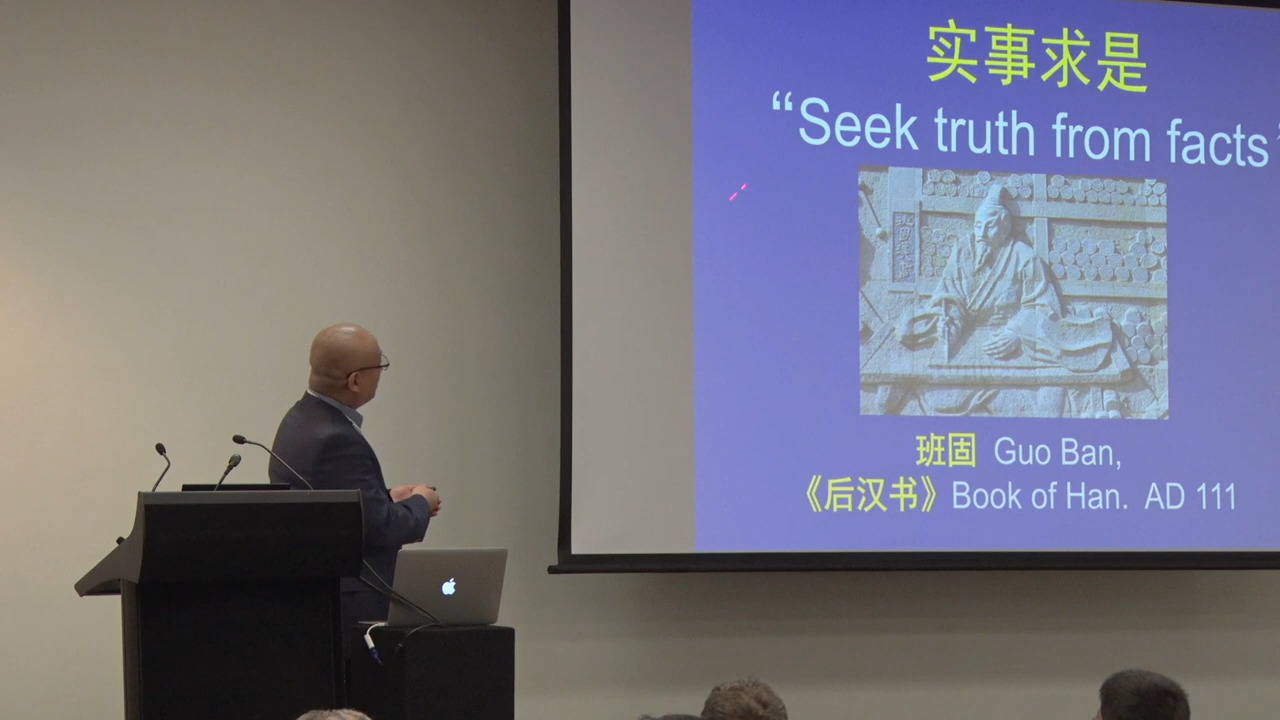 实事求是
“Seek truth from facts
班固 Guo Ban,
《后汉书》Book of Han. AD 111